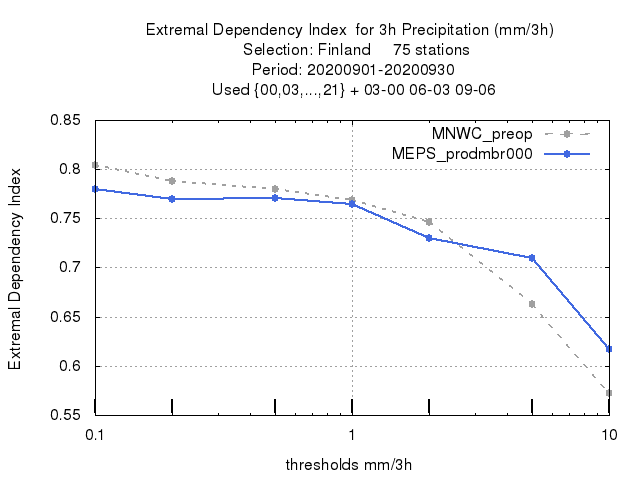 Extremal Dependency Index  for 3h Precipitation (mm/3h)
Selection: Finland     75 stations
Period: 20200901-20200930
Used {00,03,...,21} + 03-00 06-03 09-06
MNWC_preop
MEPS_prodmbr000
Extremal Dependency Index
0.85
0.8
0.75
0.7
0.65
0.6
0.55
0.1
1
10
thresholds mm/3h